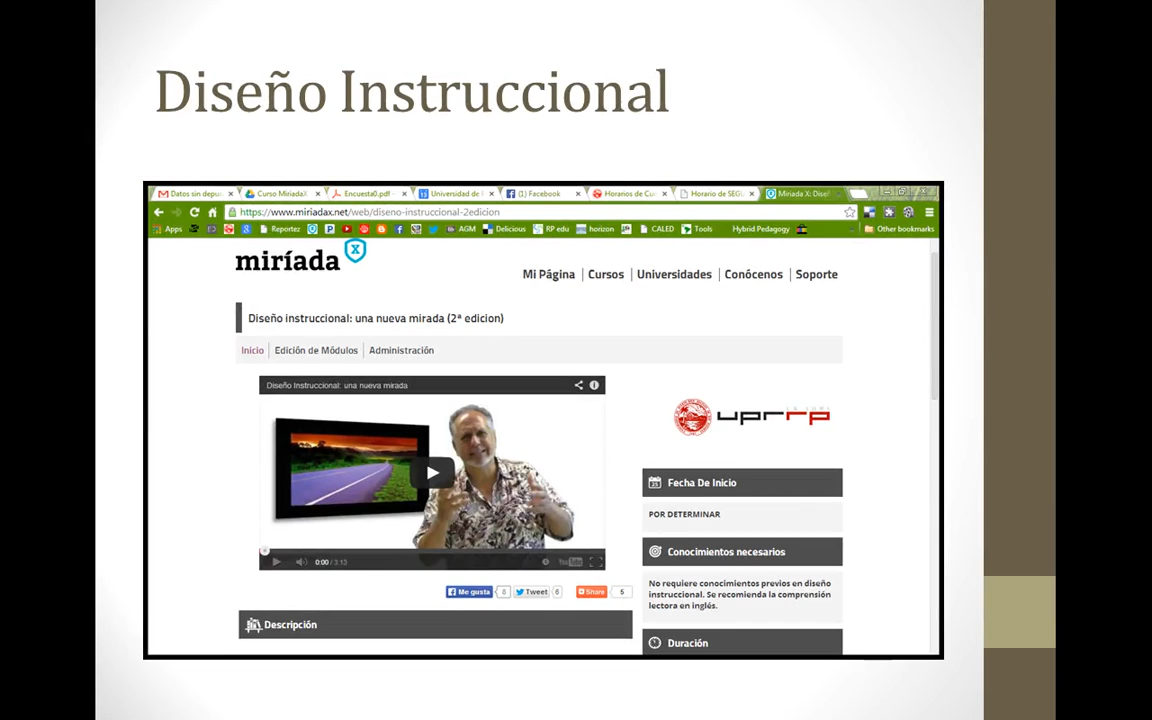 Diseño Instruccional
Datos sin depu
Curso MiriadaX
Encuesta0.pdf
Universidad de
(1) Facebook
Horarios de Cu
Horario de SEGU
Miriada X: Dise
https://www.miriadax.net/web/diseno-instruccional-2edicion
Apps
Reportez
AGM
Delicious
RP edu
horizon
CALED
Tools
Hybrid Pedagogy
Other bookmarks
miríada X
Mi Página
Cursos
Universidades
Conócenos
Soporte
Diseño instruccional: una nueva mirada (2ª edicion)
Inicio
Edición de Módulos
Administración
Diseño Instruccional: una nueva mirada
uprrp
Fecha De Inicio
POR DETERMINAR
Conocimientos necesarios
0:00 / 3:13
YouTube
No requiere conocimientos previos en diseño
instruccional. Se recomienda la comprensión
lectora en inglés.
Me gusta 8
Tweet 6
Share 5
Descripción
Duración